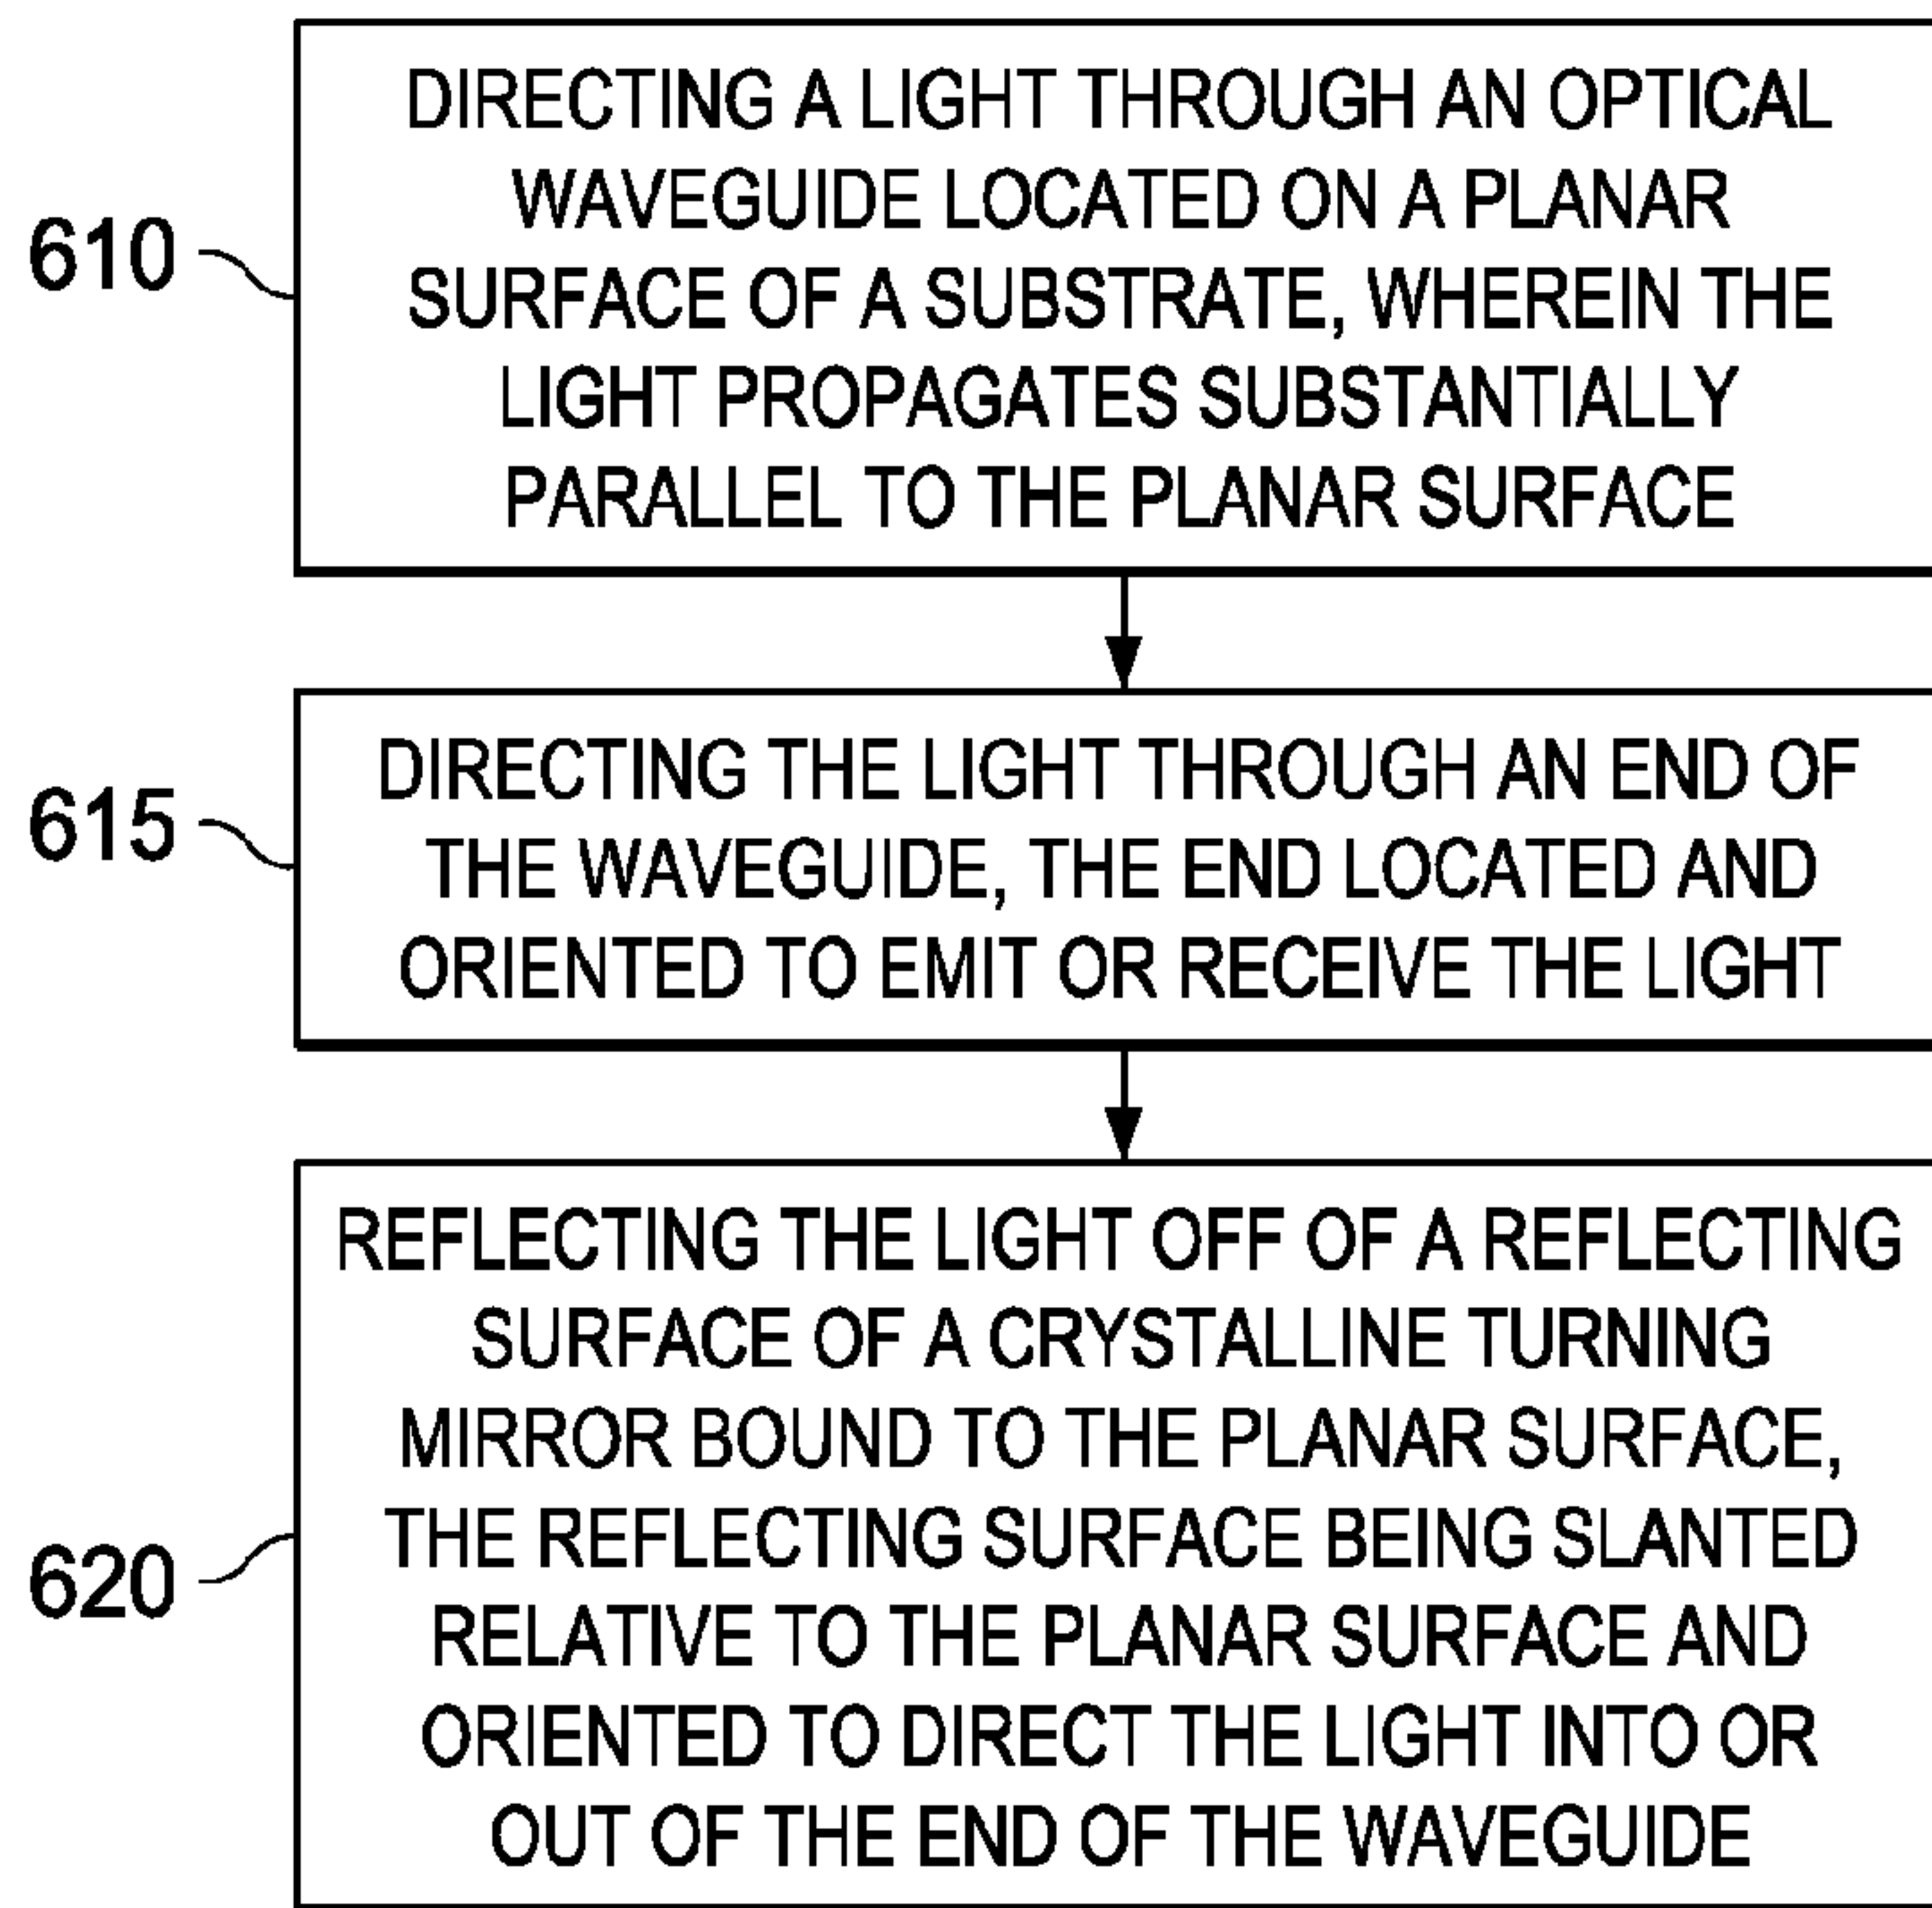 610
DIRECTING A LIGHT THROUGH AN OPTICAL
WAVEGUIDE LOCATED ON A PLANAR
SURFACE OF A SUBSTRATE, WHEREIN THE
LIGHT PROPAGATES SUBSTANTIALLY
PARALLEL TO THE PLANAR SURFACE
615
DIRECTING THE LIGHT THROUGH AN END OF
THE WAVEGUIDE, THE END LOCATED AND
ORIENTED TO EMIT OR RECEIVE THE LIGHT
620
REFLECTING THE LIGHT OFF OF A REFLECTING
SURFACE OF A CRYSTALLINE TURNING
MIRROR BOUND TO THE PLANAR SURFACE,
THE REFLECTING SURFACE BEING SLANTED
RELATIVE TO THE PLANAR SURFACE AND
ORIENTED TO DIRECT THE LIGHT INTO OR
OUT OF THE END OF THE WAVEGUIDE